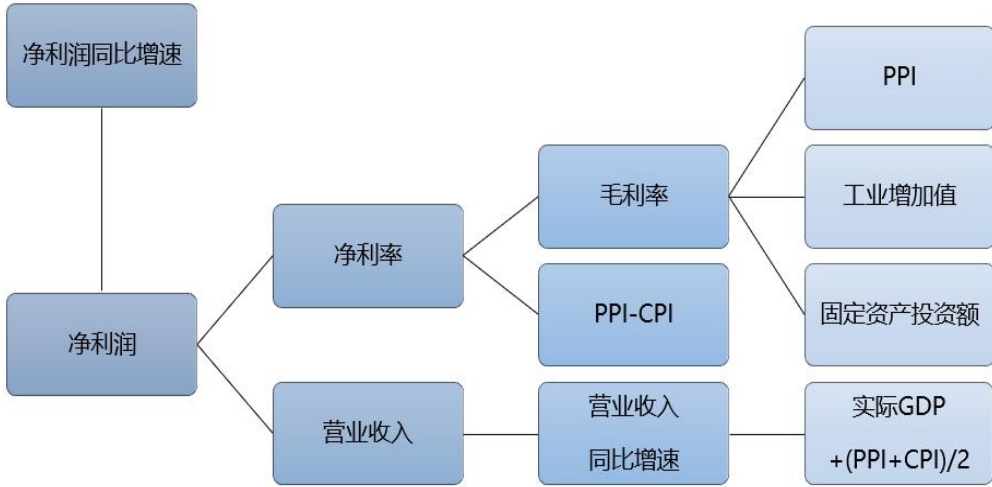 净利润同比增速
净利润
净利率
营业收入
毛利率
PPI-CPI
营业收入
同比增速
PPI
工业增加值
固定资产投资额
实际GDP
+(PPI+CPI)/2